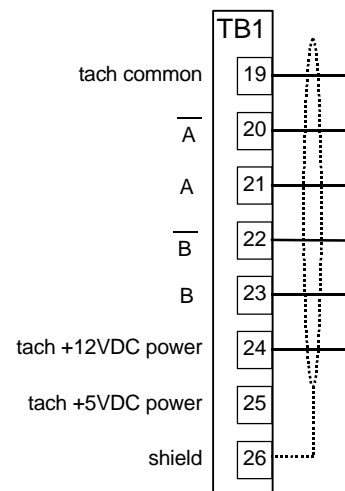 TB1
tach common 19
A̅ 20
A 21
B̅ 22
B 23
tach +12VDC power 24
tach +5VDC power 25
shield 26